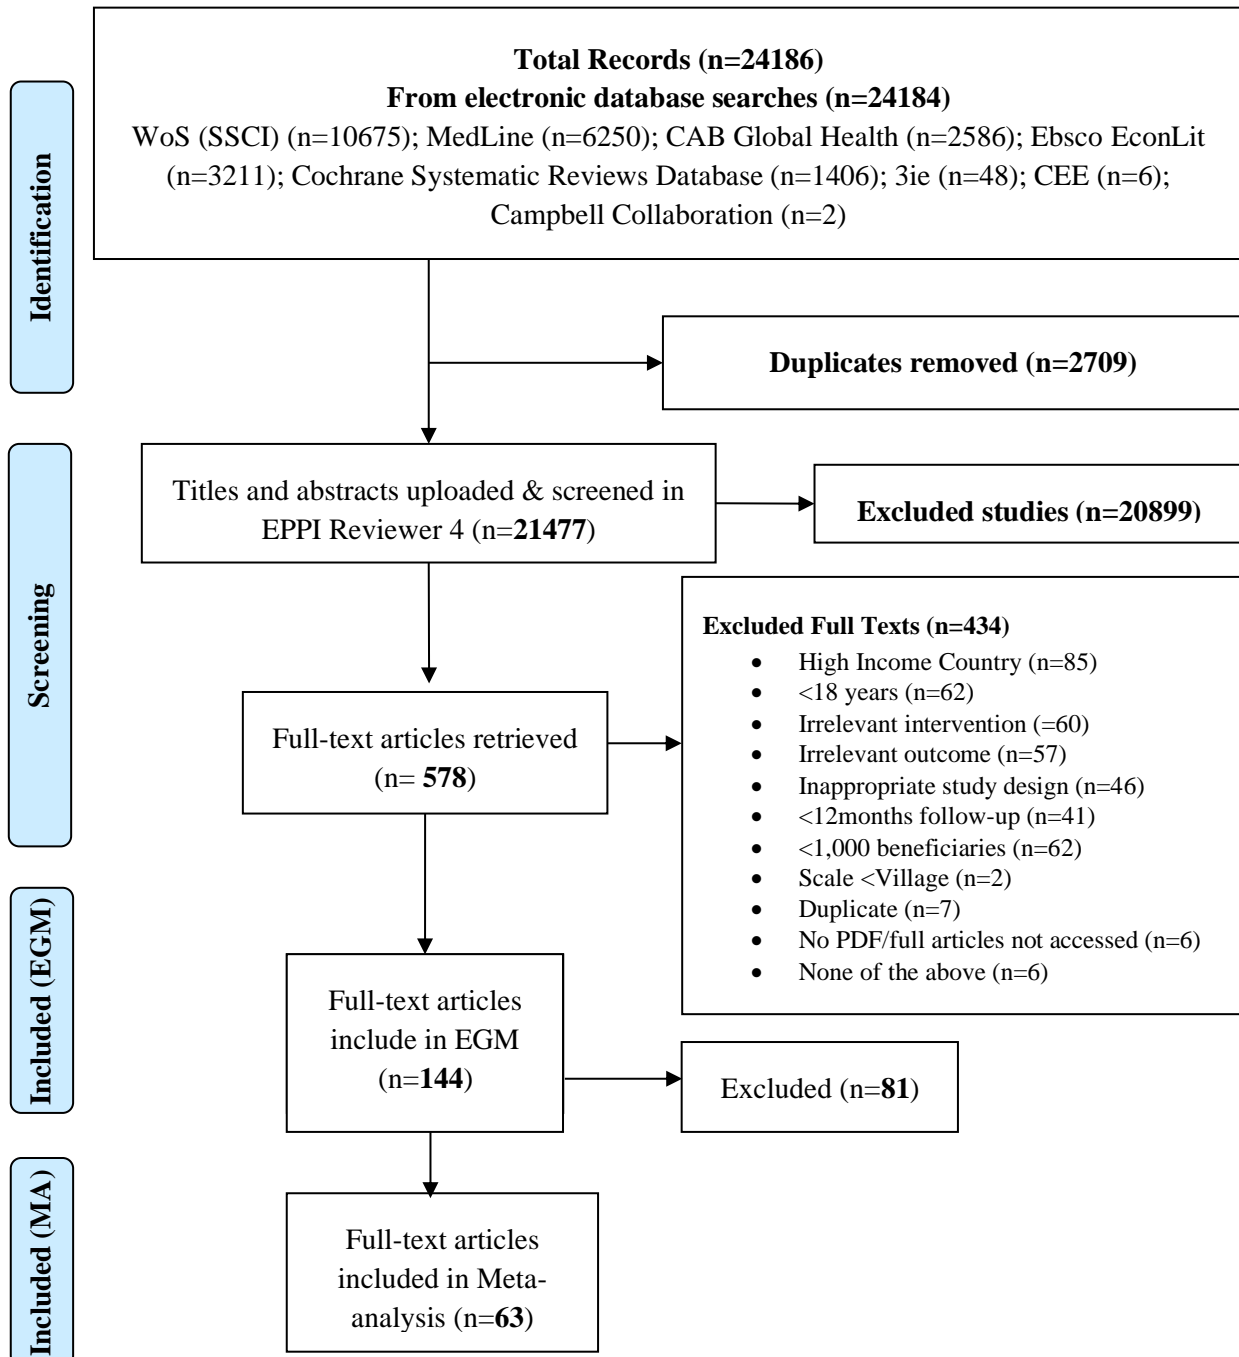 Total Records (n=24186)
From electronic database searches (n=24184)
WoS (SSCI) (n=10675); MedLine (n=6250); CAB Global Health (n=2586); Ebsco EconLit
(n=3211); Cochrane Systematic Reviews Database (n=1406); 3ie (n=48); CEE (n=6);
Campbell Collaboration (n=2)
Identification
Duplicates removed (n=2709)
Screening
Titles and abstracts uploaded & screened in
EPPI Reviewer 4 (n=21477)
Excluded studies (n=20899)
Full-text articles retrieved
(n= 578)
Excluded Full Texts (n=434)
• High Income Country (n=85)
• <18 years (n=62)
• Irrelevant intervention (=60)
• Irrelevant outcome (n=57)
• Inappropriate study design (n=46)
• <12months follow-up (n=41)
• <1,000 beneficiaries (n=62)
• Scale <Village (n=2)
• Duplicate (n=7)
• No PDF/full articles not accessed (n=6)
• None of the above (n=6)
Included (EGM)
Full-text articles
include in EGM
(n=144)
Excluded (n=81)
Included (MA)
Full-text articles
included in Meta-
analysis (n=63)